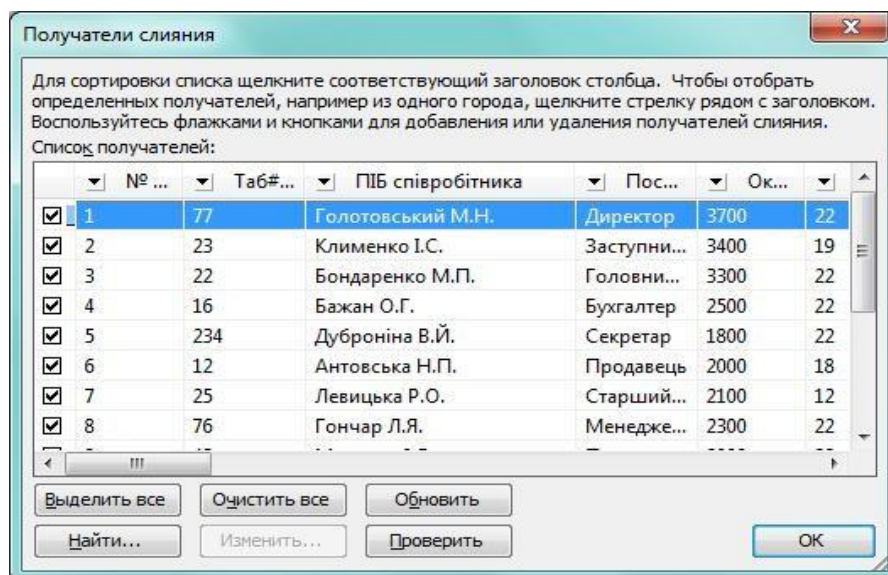 Получатели слияния
Для сортировки списка щелкните соответствующий заголовок столбца. Чтобы отобрать
определенных получателей, например из одного города, щелкните стрелку рядом с заголовком.
Воспользуйтесь флажками и кнопками для добавления или удаления получателей слияния.
Список получателей:
№ ... Таб#... ПІБ співробітника Пос... Ок...
1 77 Голотовський М.Н. Директор 3700 22
2 23 Клименко І.С. Заступни... 3400 19
3 22 Бондаренко М.П. Головни... 3300 22
4 16 Бажан О.Г. Бухгалтер 2500 22
5 234 Дуброніна В.Й. Секретар 1800 22
6 12 Антовська Н.П. Продавець 2000 18
7 25 Левицька Р.О. Старший... 2100 12
8 76 Гончар Л.Я. Менедже... 2300 22
Выделить все Очистить все Обновить
Найти... Изменить... Проверить ОК